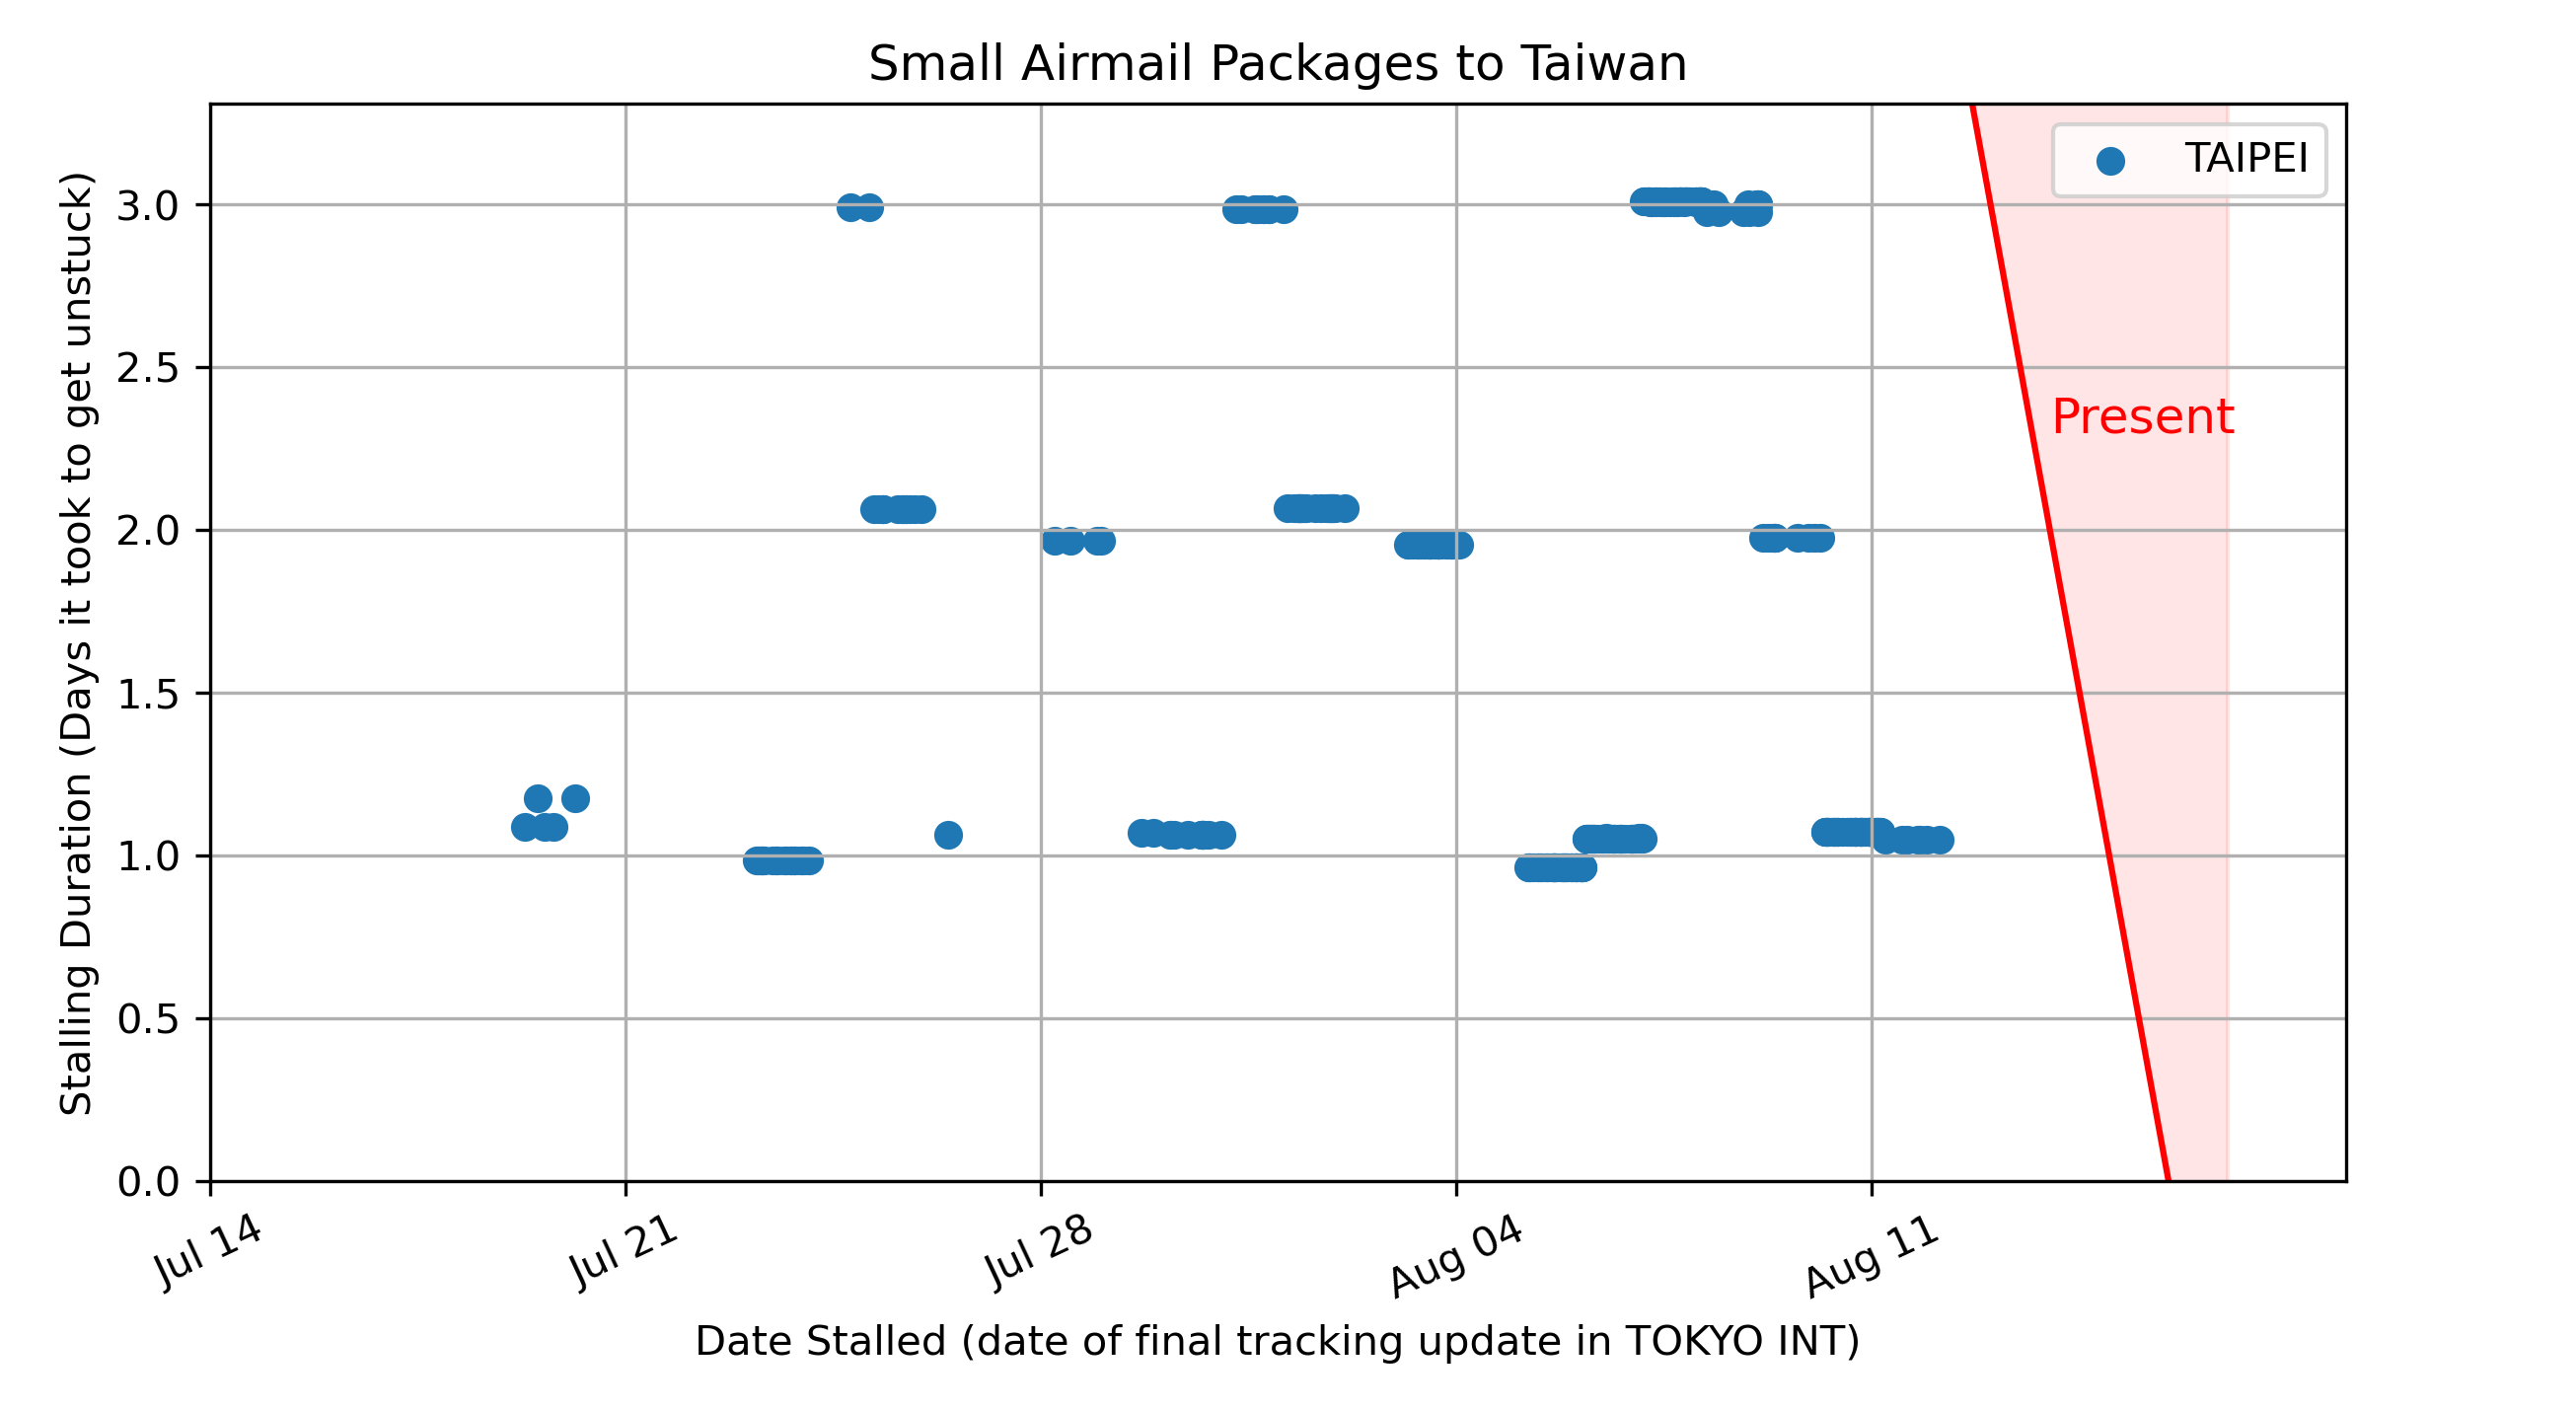 Small Airmail Packages to Taiwan
TAIPEI
Present
Stalling Duration (Days it took to get unstuck)
3.0
2.5
2.0
1.5
1.0
0.5
0.0
Jul 14
Jul 21
Jul 28
Aug 04
Aug 11
Date Stalled (date of final tracking update in TOKYO INT)